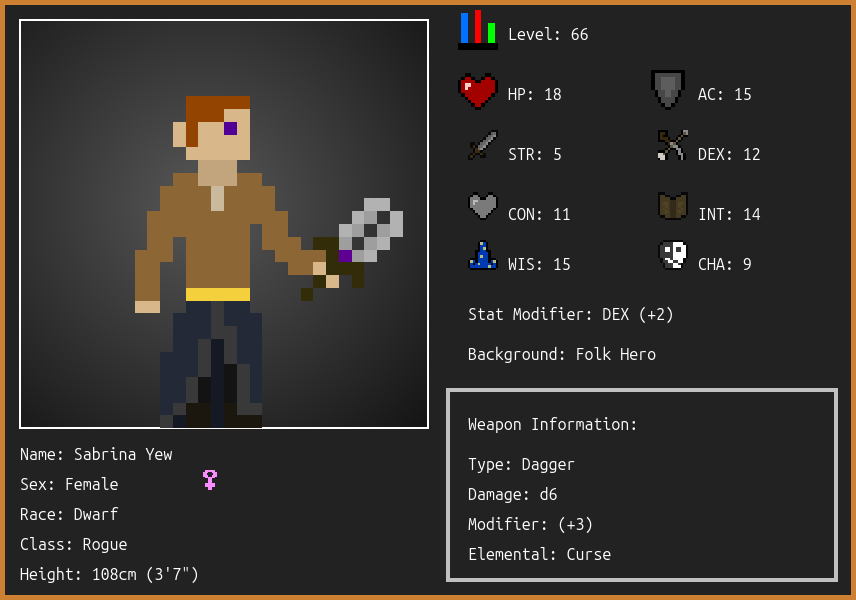 Level: 66
HP: 18
AC: 15
STR: 5
DEX: 12
CON: 11
INT: 14
WIS: 15
CHA: 9
Stat Modifier: DEX (+2)
Background: Folk Hero
Weapon Information:
Type: Dagger
Damage: d6
Modifier: (+3)
Elemental: Curse
Name: Sabrina Yew
Sex: Female
Race: Dwarf
Class: Rogue
Height: 108cm (3'7")